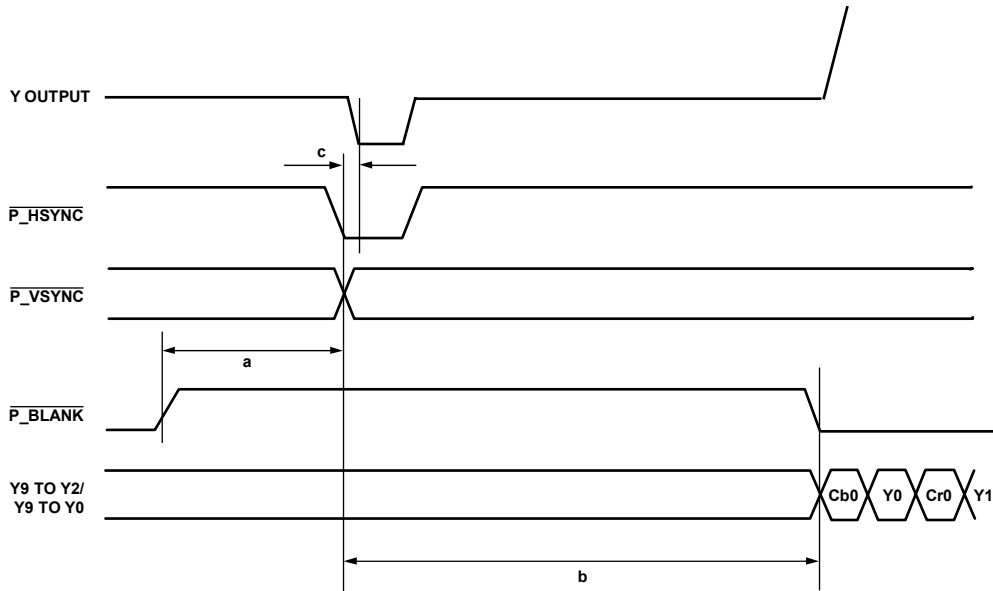 Y OUTPUT
c
P_HSYNC
P_VSYNC
a
P_BLANK
Y9 TO Y2/
Y9 TO Y0
Cb0 Y0 Cr0 Y1
b